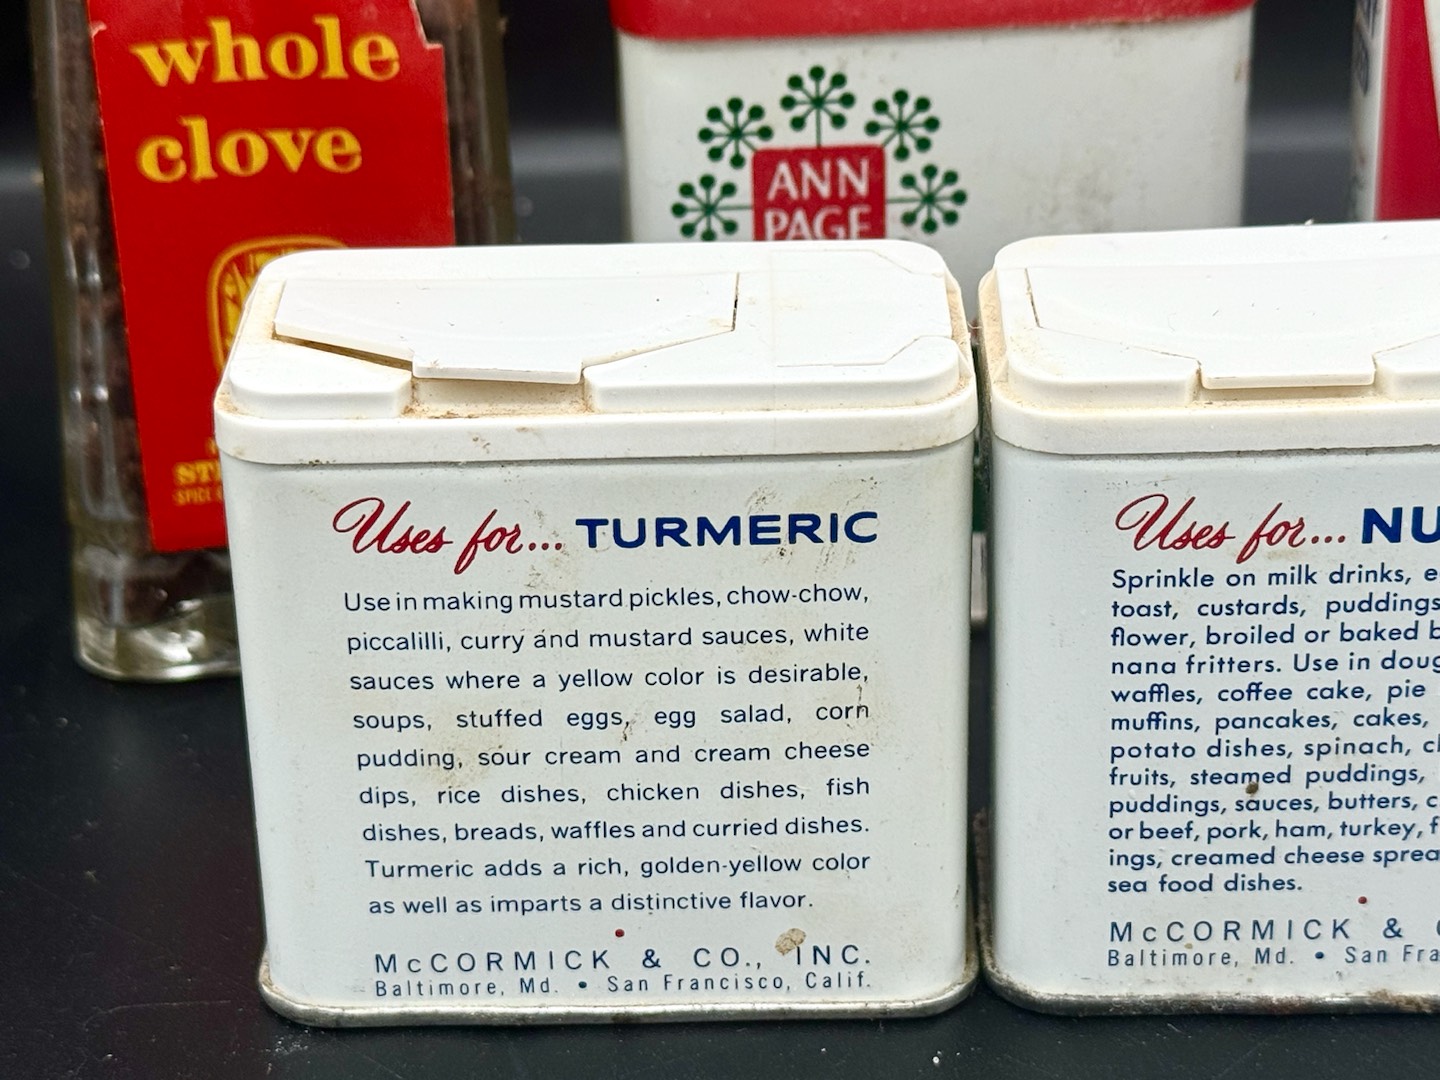 whole
clove
ANN
PAGE
Uses for... TURMERIC
Use in making mustard pickles, chow-chow,
piccalilli, curry and mustard sauces, white
sauces where a yellow color is desirable,
soups, stuffed eggs, egg salad, corn
pudding, sour cream and cream cheese
dips, rice dishes, chicken dishes, fish
dishes, breads, waffles and curried dishes.
Turmeric adds a rich, golden-yellow color
as well as imparts a distinctive flavor.
McCORMICK & CO., INC.
Baltimore, Md. • San Francisco, Calif.
Uses for... NU
Sprinkle on milk drinks, e
toast, custards, puddings
flower, broiled or baked b
nana fritters. Use in doug
waffles, coffee cake, pie
muffins, pancakes, cakes,
potato dishes, spinach, c
fruits, steamed puddings,
puddings, sauces, butters, c
or beef, pork, ham, turkey, f
ings, creamed cheese sprea
sea food dishes.
McCORMICK &
Baltimore, Md. • San Fra